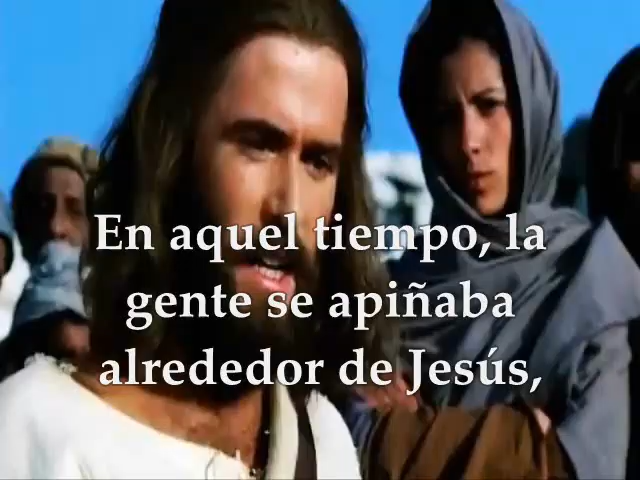 En aquel tiempo, la
gente se apiñaba
alrededor de Jesús,